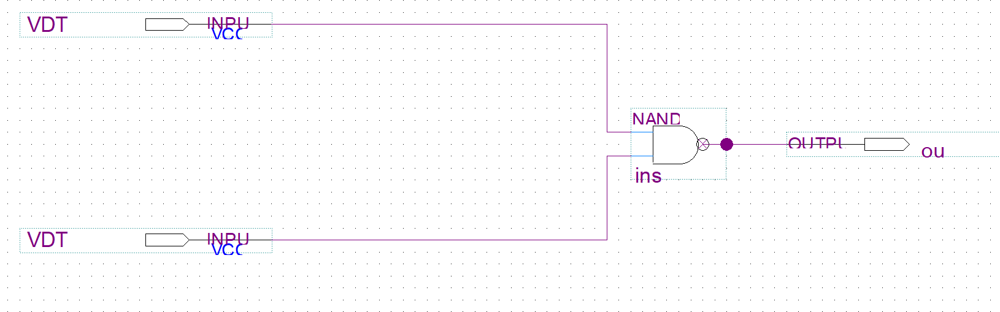 VDT
INPU
VCC
NAND
OUTPU
ou
ins
VDT
INPU
VCC